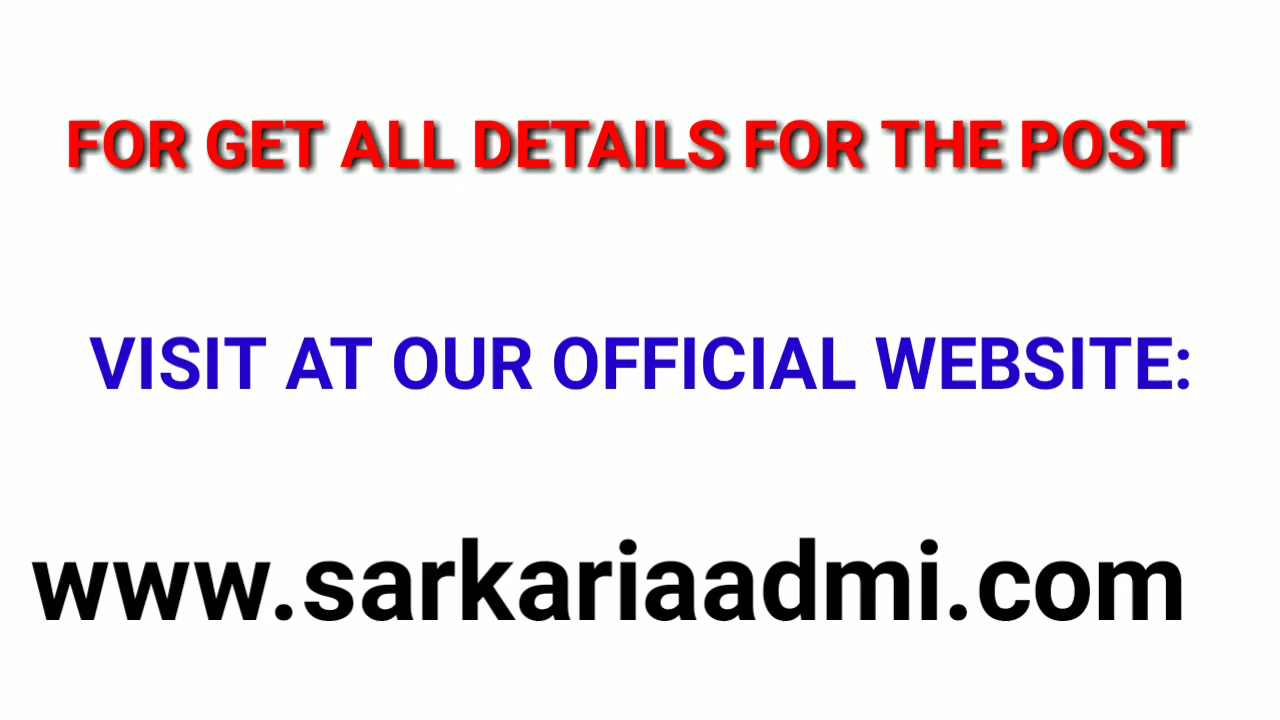 FOR GET ALL DETAILS FOR THE POST
VISIT AT OUR OFFICIAL WEBSITE:
www.sarkariaadmi.com